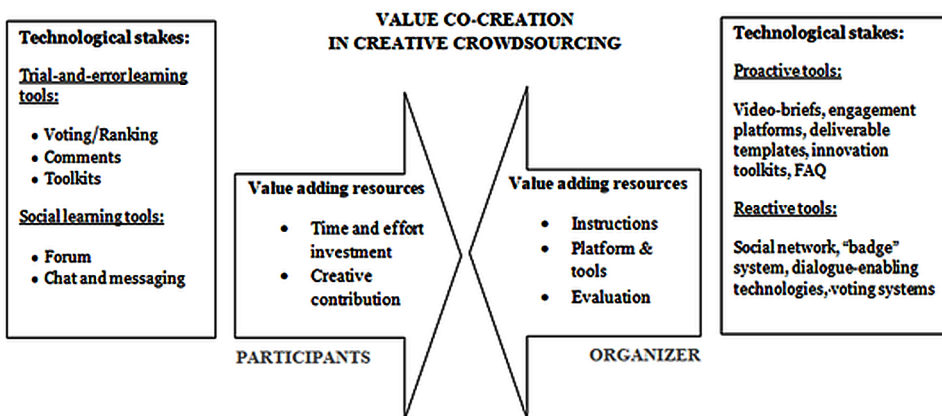 VALUE CO-CREATION
IN CREATIVE CROWDSOURCING
Technological stakes:
Trial-and-error learning
tools:
• Voting/Ranking
• Comments
• Toolkits
Social learning tools:
• Forum
• Chat and messaging
Value adding resources
• Time and effort
investment
• Creative
contribution
PARTICIPANTS
Value adding resources
• Instructions
• Platform &
tools
• Evaluation
ORGANIZER
Technological stakes:
Proactive tools:
Video-briefs, engagement
platforms, deliverable
templates, innovation
toolkits, FAQ
Reactive tools:
Social network, “badge”
system, dialogue-enabling
technologies, voting systems